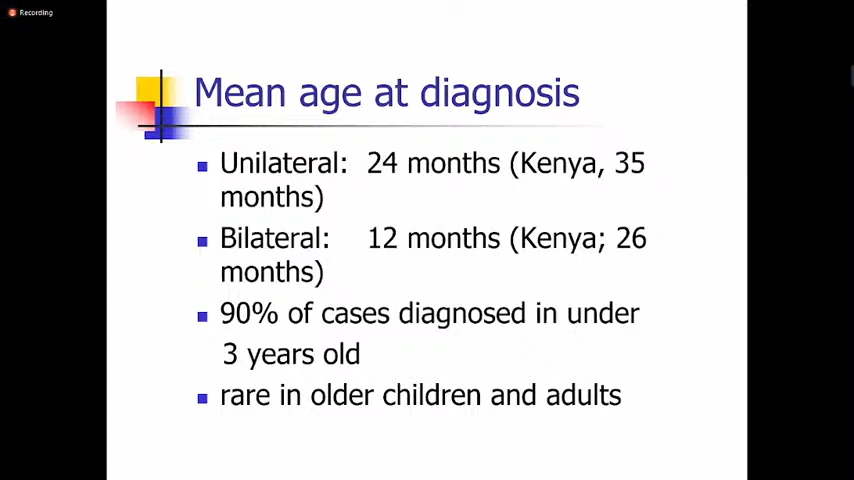 Recording
Mean age at diagnosis
Unilateral: 24 months (Kenya, 35
months)
Bilateral: 12 months (Kenya; 26
months)
90% of cases diagnosed in under
3 years old
rare in older children and adults